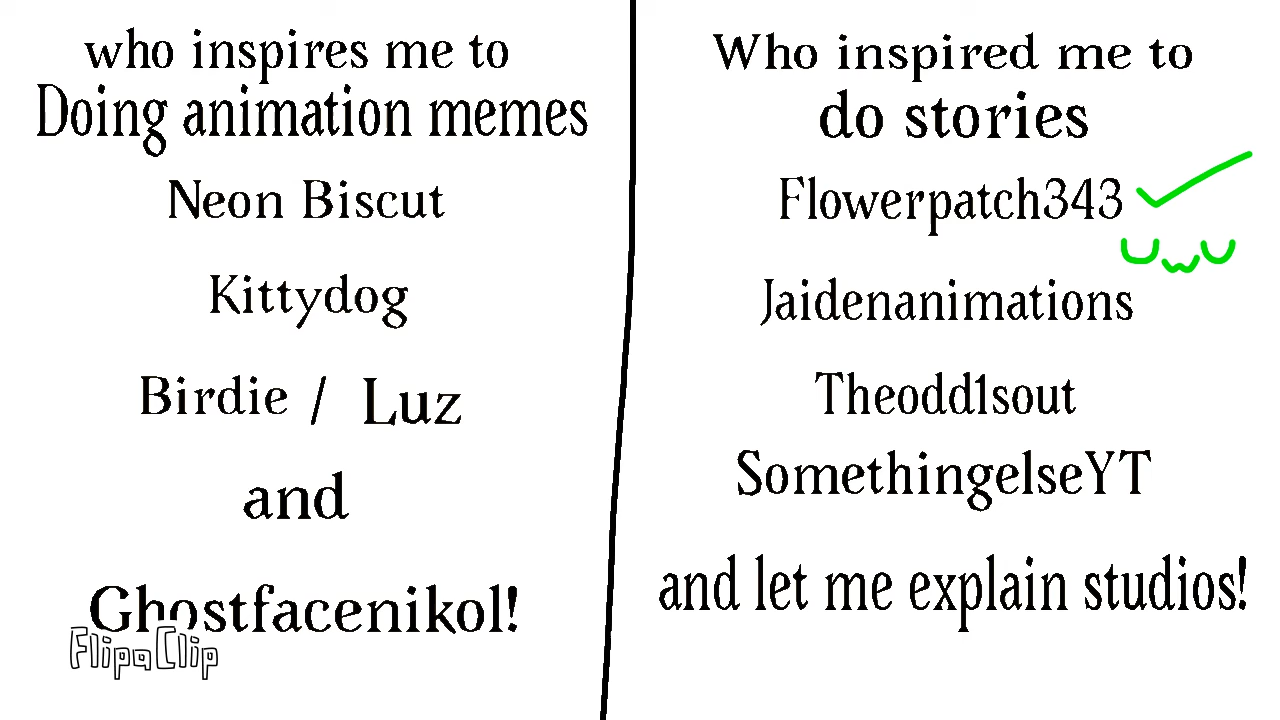 who inspires me to
Doing animation memes
Neon Biscut
Kittydog
Birdie / Luz
and
Ghostfacenikol!
FlipaClip
Who inspired me to
do stories
Flowerpatch343
UwU
Jaidenanimations
Theodd1sout
SomethingelseYT
and let me explain studios!